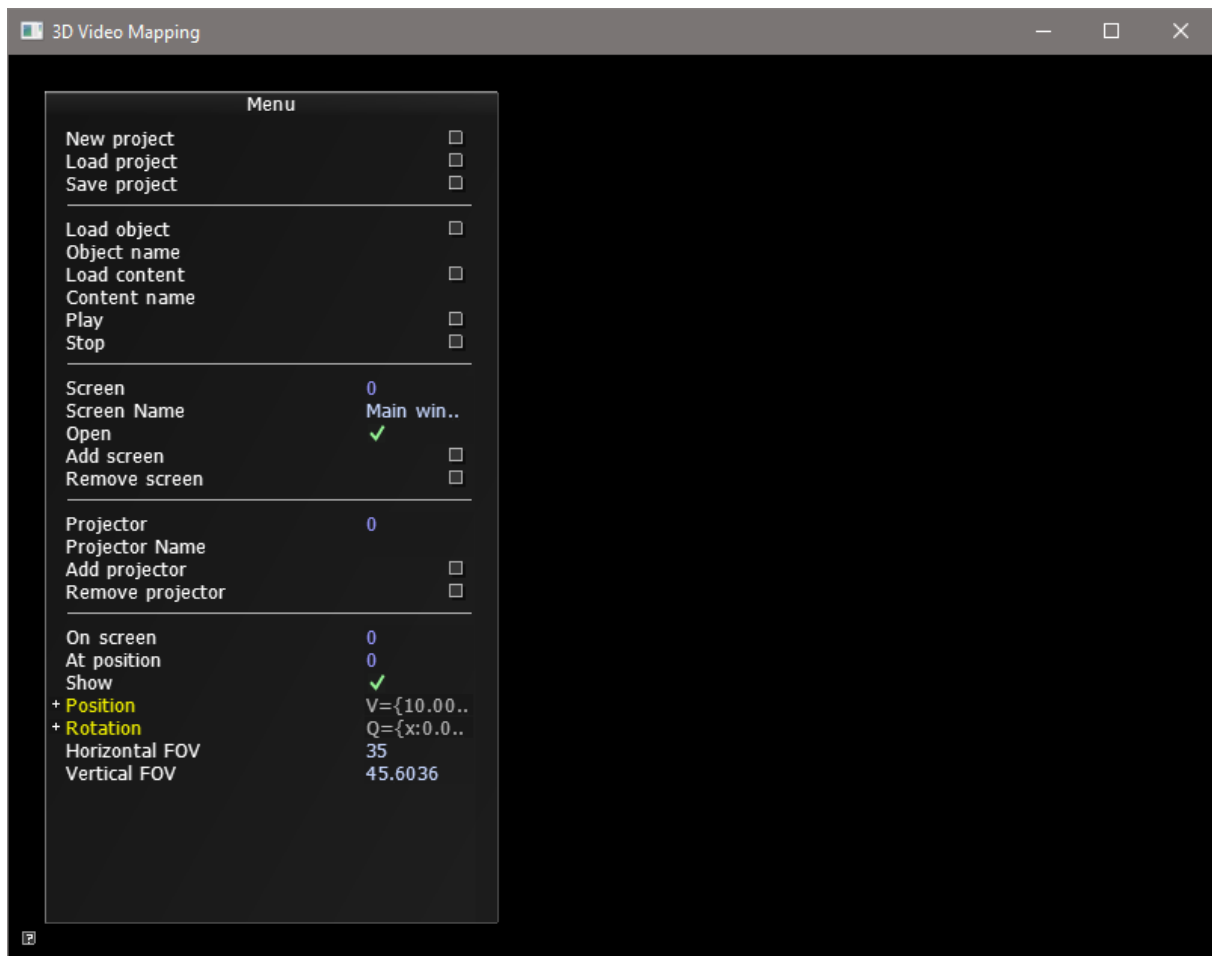 3D Video Mapping
Menu
New project
Load project
Save project
Load object
Object name
Load content
Content name
Play
Stop
Screen 0
Screen Name Main win..
Open
Add screen
Remove screen
Projector 0
Projector Name
Add projector
Remove projector
On screen 0
At position 0
Show
+ Position V={10.00..
+ Rotation Q={x:0.0..
Horizontal FOV 35
Vertical FOV 45.6036
?